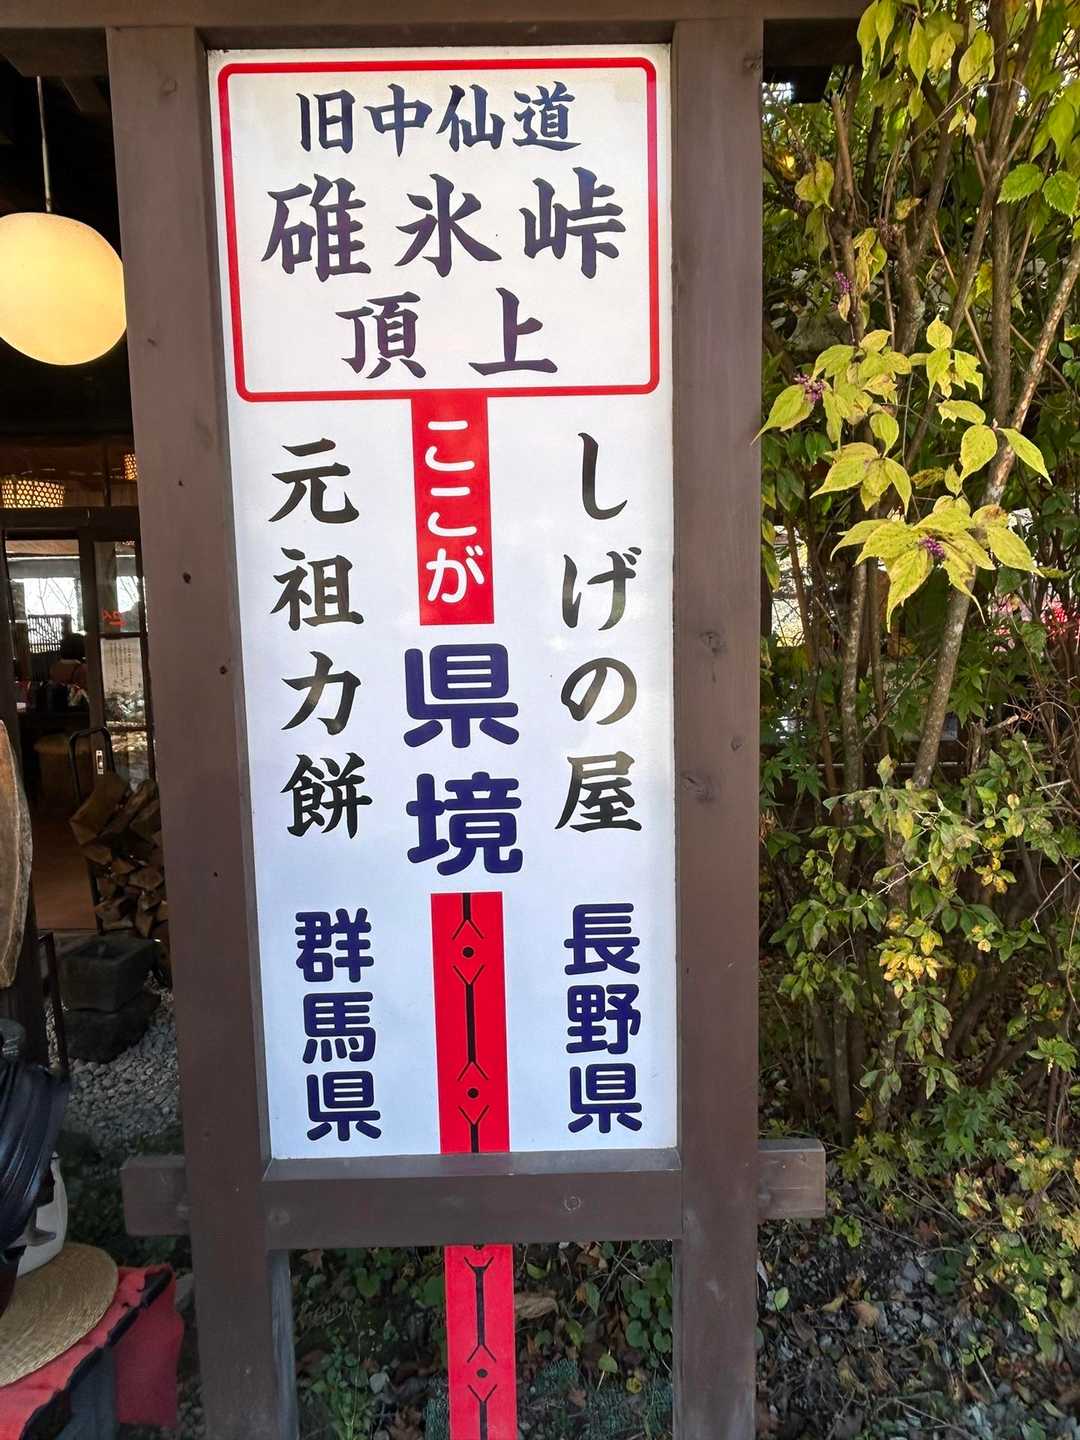 旧中仙道
碓氷峠
頂上
ここが
県境
しげの屋
元祖力餅
長野県
群馬県